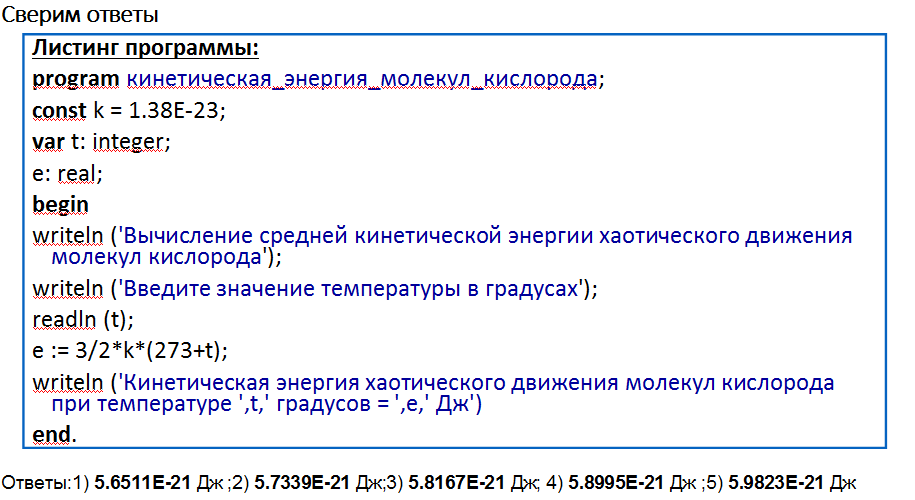 Сверим ответы
Листинг программы:
program кинетическая_энергия_молекул_кислорода;
const k = 1.38E-23;
var t: integer;
e: real;
begin
writeln ('Вычисление средней кинетической энергии хаотического движения
молекул кислорода');
writeln ('Введите значение температуры в градусах');
readln (t);
e := 3/2*k*(273+t);
writeln ('Кинетическая энергия хаотического движения молекул кислорода
при температуре ',t,' градусов = ',e,' Дж')
end.
Ответы:1) 5.6511E-21 Дж ;2) 5.7339E-21 Дж;3) 5.8167E-21 Дж; 4) 5.8995E-21 Дж ;5) 5.9823E-21 Дж